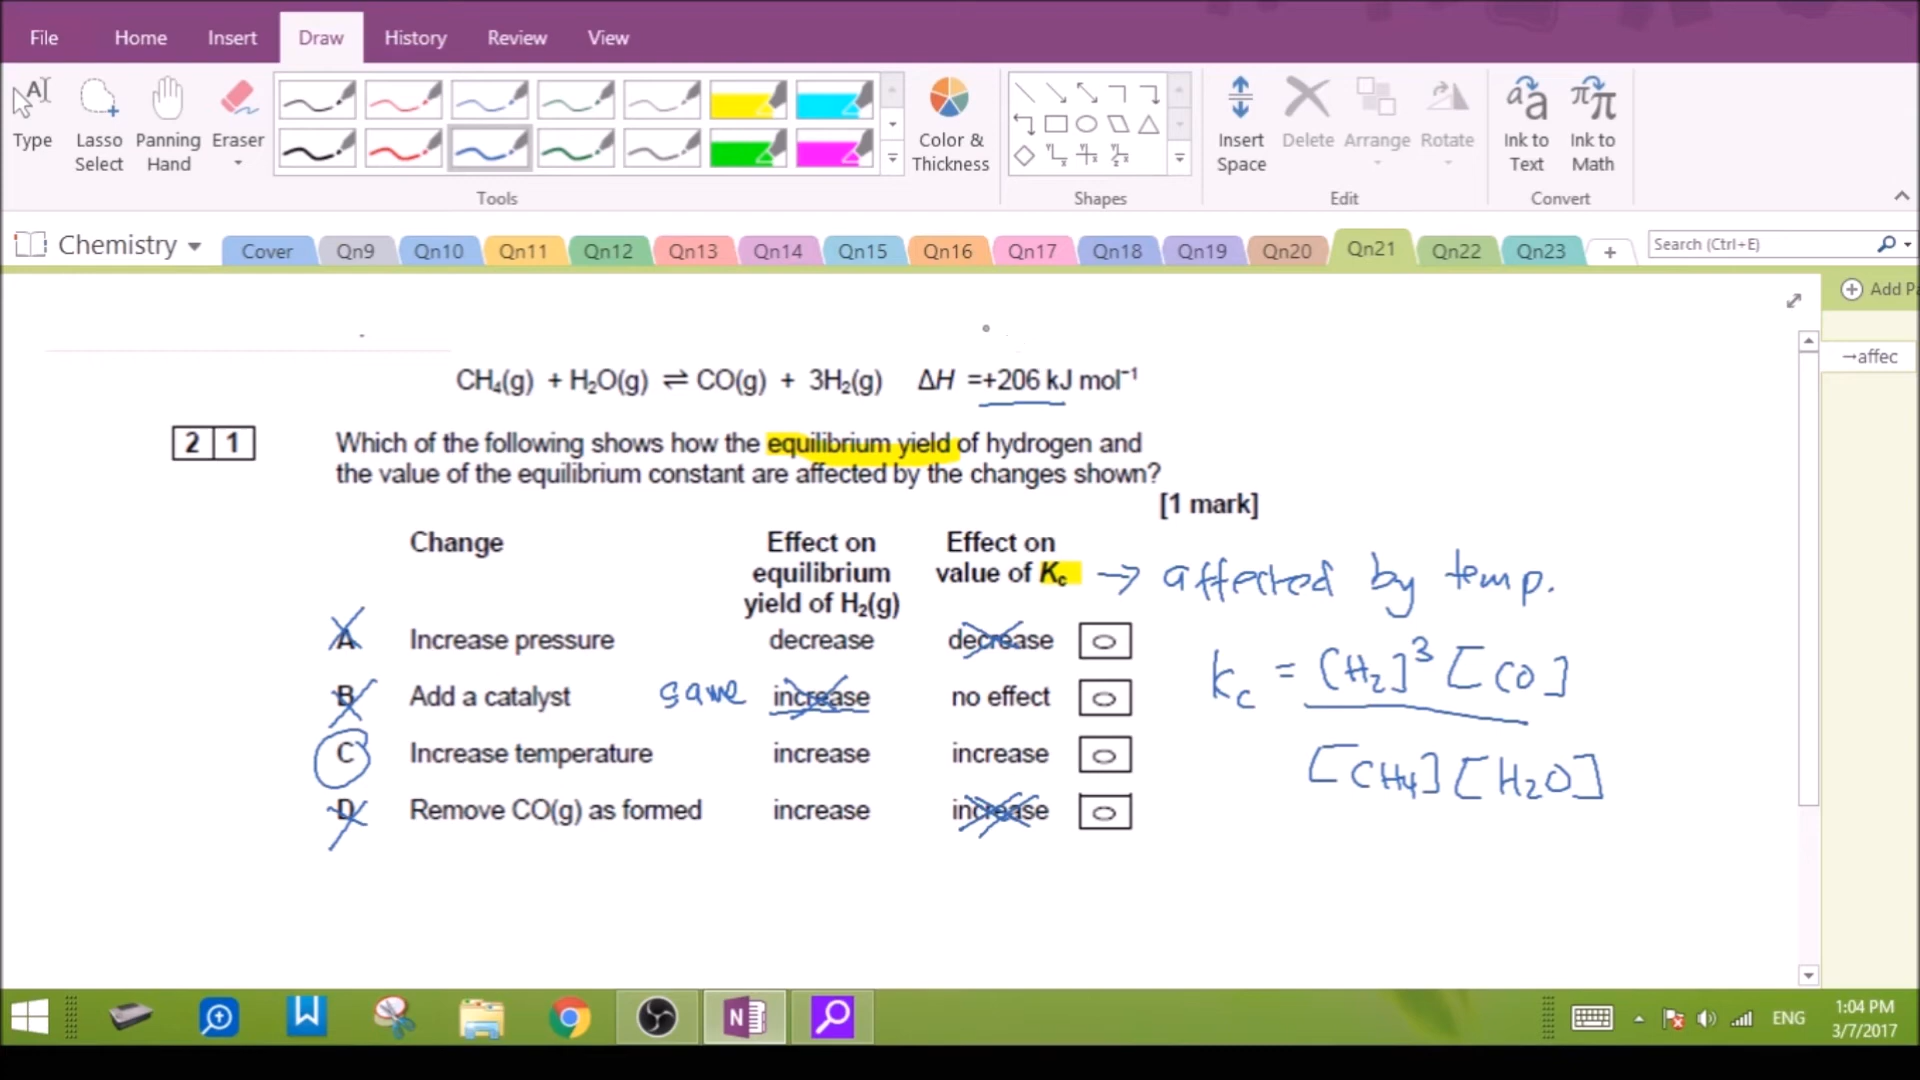 File Home Insert Draw History Review View
Type
Lasso Select
Panning Hand
Eraser
Color & Thickness
Insert Space
Delete
Arrange
Rotate
Ink to Text
Ink to Math
Tools
Shapes
Edit
Convert
Chemistry Cover Qn9 Qn10 Qn11 Qn12 Qn13 Qn14 Qn15 Qn16 Qn17 Qn18 Qn19 Qn20 Qn21 Qn22 Qn23 + Search (Ctrl+E)
Add Pa
→affec
CH₄(g) + H₂O(g) ⇌ CO(g) + 3H₂(g) ΔH =+206 kJ mol⁻¹
2 1 Which of the following shows how the equilibrium yield of hydrogen and
the value of the equilibrium constant are affected by the changes shown?
[1 mark]
Change
Effect on equilibrium yield of H₂(g)
Effect on value of Kc → affected by temp.
A Increase pressure decrease decrease
B Add a catalyst same increase no effect
C Increase temperature increase increase
D Remove CO(g) as formed increase increase
Kc = [H₂]³ [CO]
[CH₄] [H₂O]
ENG
1:04 PM
3/7/2017